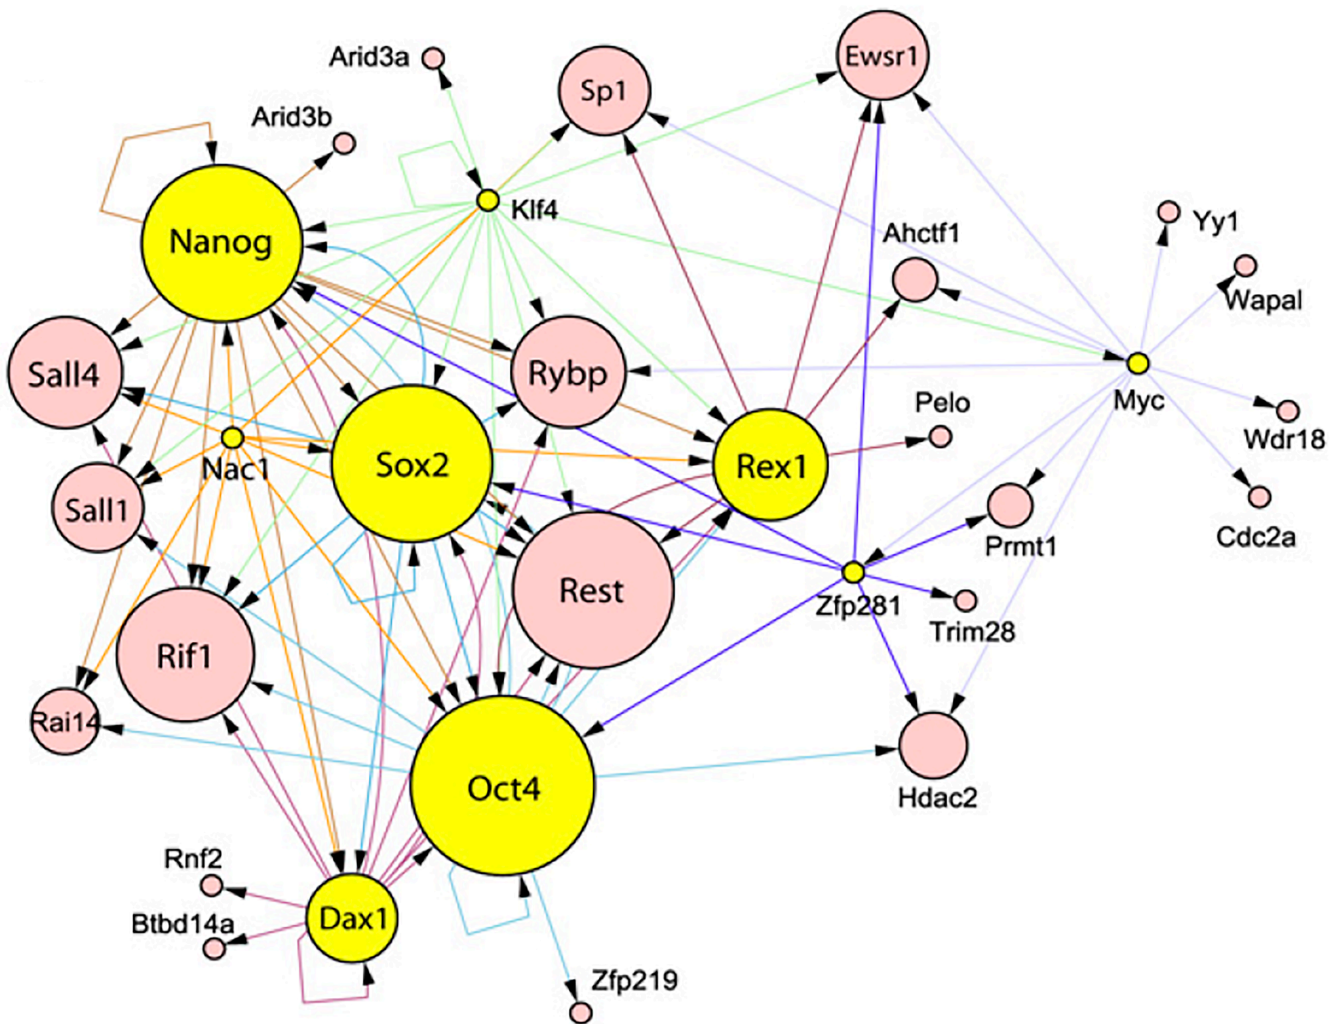 Arid3a
Ewsr1
Sp1
Arid3b
Klf4
Yy1
Nanog
Ahctf1
Wapal
Sall4
Rybp
Myc
Pelo
Wdr18
Nac1
Sox2
Rex1
Sall1
Cdc2a
Prmt1
Rest
Zfp281
Trim28
Rif1
Rai14
Oct4
Hdac2
Rnf2
Btbd14a
Dax1
Zfp219